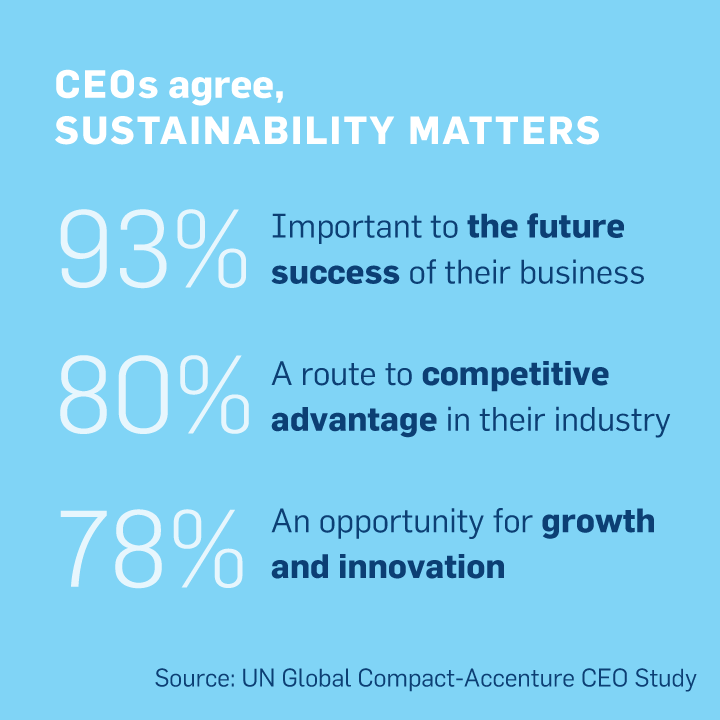 CEOs agree,
SUSTAINABILITY MATTERS
93% Important to the future
success of their business
80% A route to competitive
advantage in their industry
78% An opportunity for growth
and innovation
Source: UN Global Compact-Accenture CEO Study